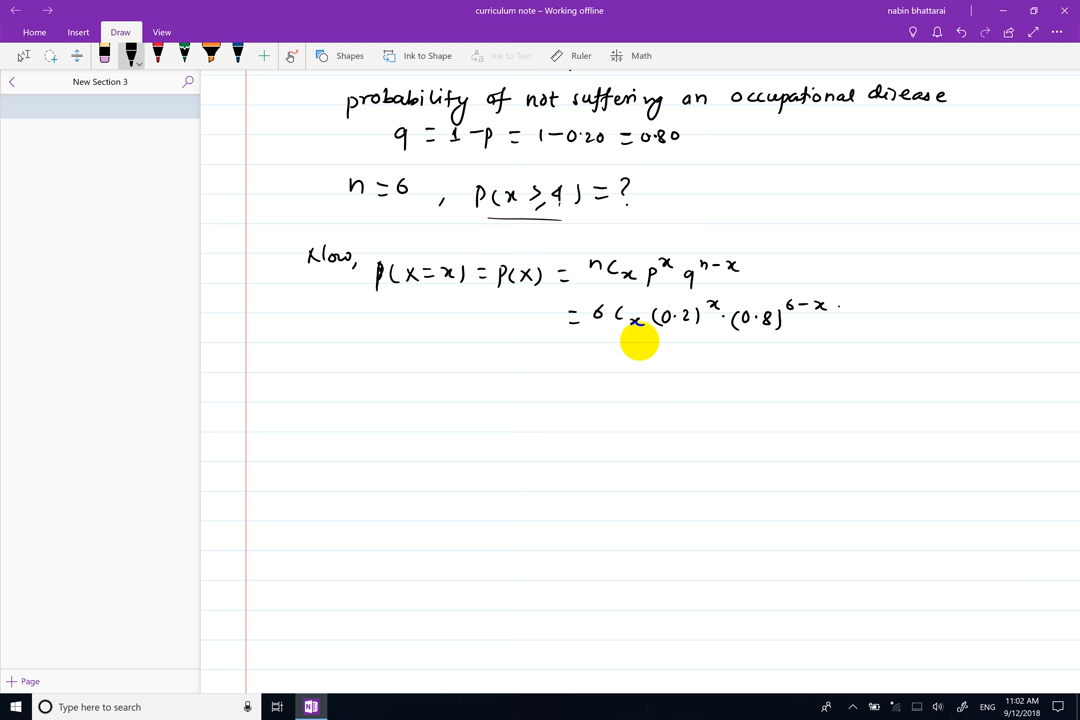 curriculum note – Working offline
nabin bhattarai
Home Insert Draw View
Shapes Ink to Shape Ink to Text Ruler Math
New Section 3
probability of not suffering an occupational disease
q = 1 - p = 1 - 0.20 = 0.80
n = 6 , p(x ≥ 4) = ?
Now, p(X = x) = p(X) = nCx p^x q^n-x
= 6Cx (0.2)^x . (0.8)^6-x .
+ Page
Type here to search
ENG
11:02 AM
9/12/2018